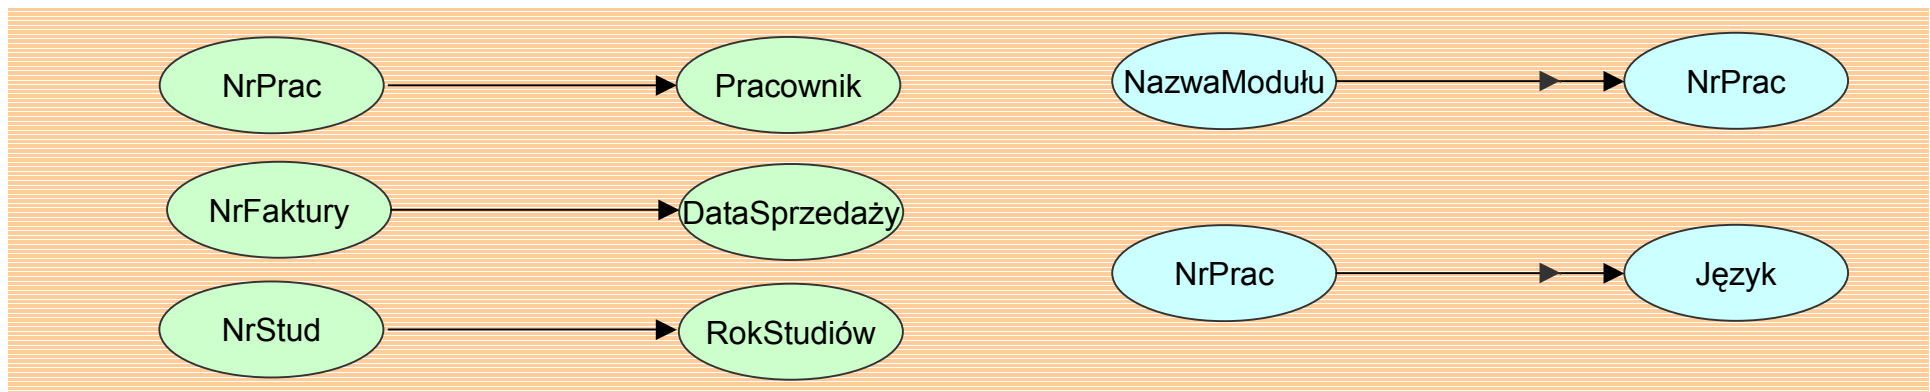 NrPrac
Pracownik
NazwaModułu
NrPrac
NrFaktury
DataSprzedaży
NrPrac
Język
NrStud
RokStudiów